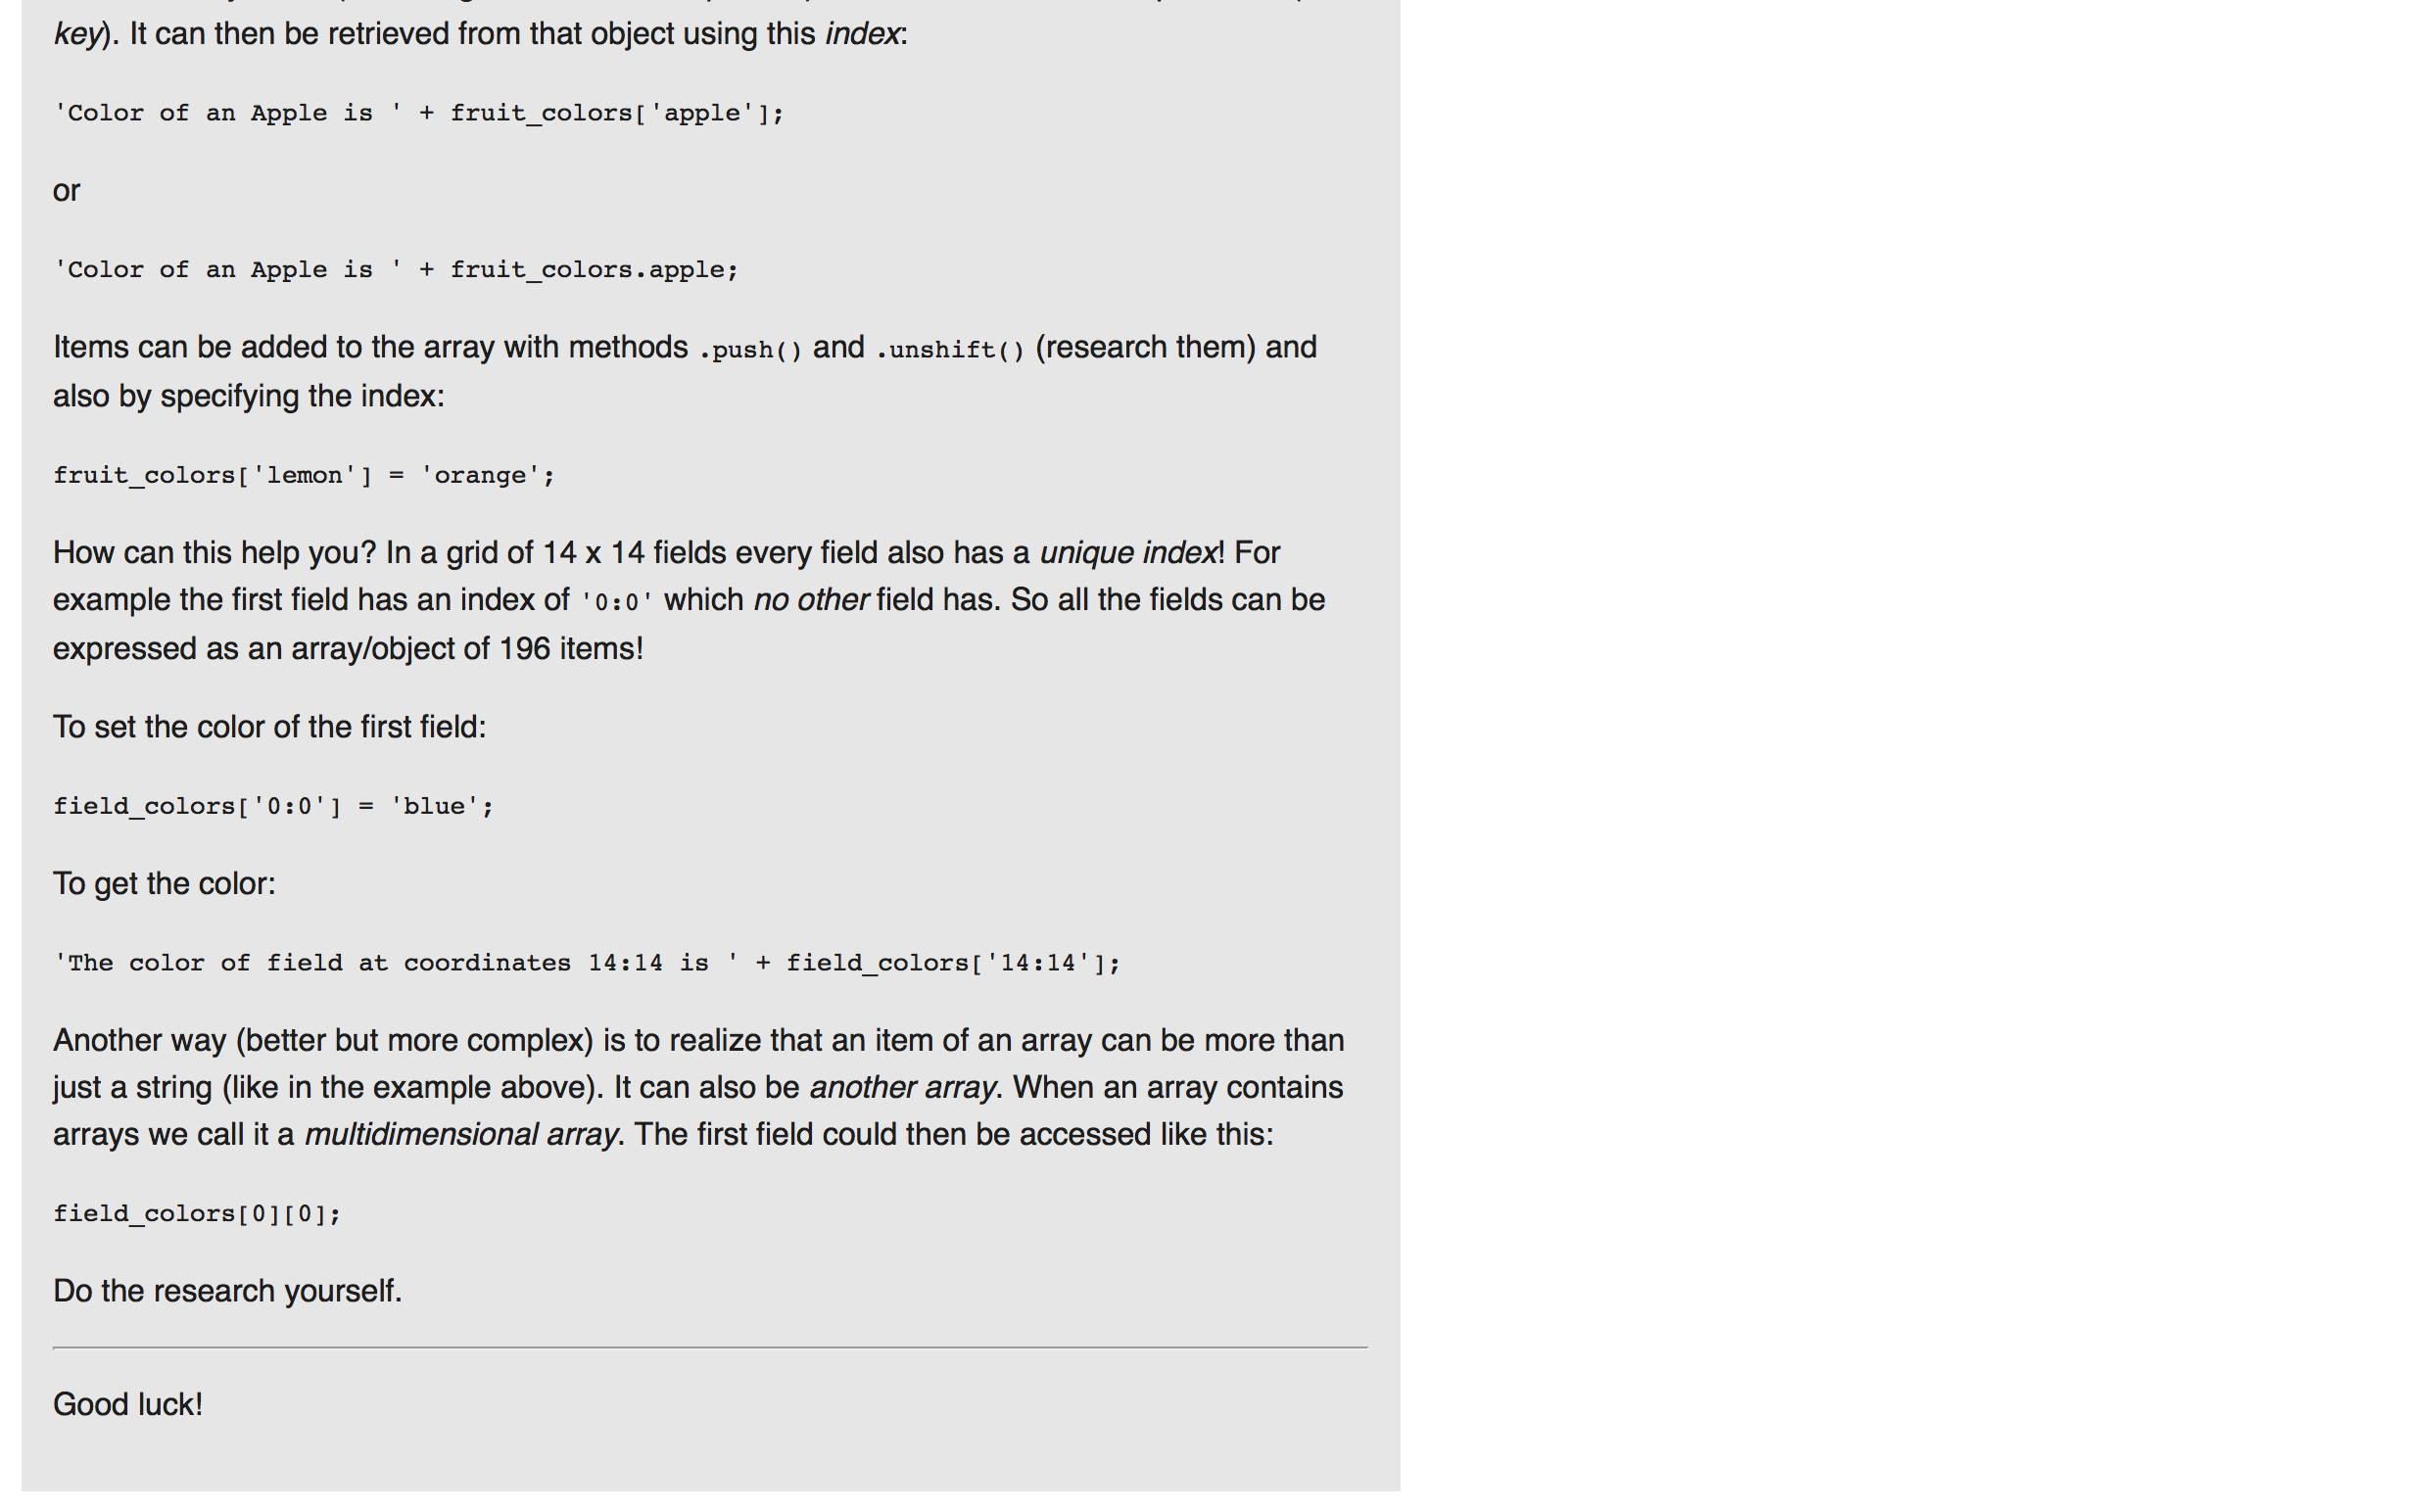 key). It can then be retrieved from that object using this index:
'Color of an Apple is ' + fruit_colors['apple'];
or
'Color of an Apple is ' + fruit_colors.apple;
Items can be added to the array with methods .push() and .unshift() (research them) and
also by specifying the index:
fruit_colors['lemon'] = 'orange';
How can this help you? In a grid of 14 x 14 fields every field also has a unique index! For
example the first field has an index of '0:0' which no other field has. So all the fields can be
expressed as an array/object of 196 items!
To set the color of the first field:
field_colors['0:0'] = 'blue';
To get the color:
'The color of field at coordinates 14:14 is ' + field_colors['14:14'];
Another way (better but more complex) is to realize that an item of an array can be more than
just a string (like in the example above). It can also be another array. When an array contains
arrays we call it a multidimensional array. The first field could then be accessed like this:
field_colors[0][0];
Do the research yourself.
Good luck!